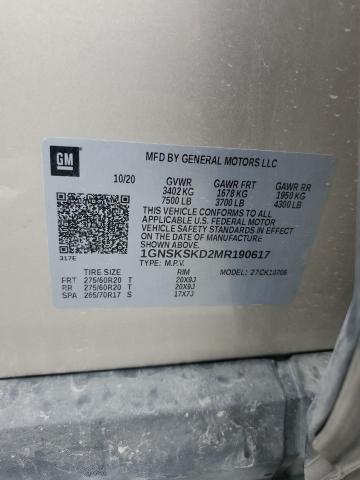 GM
MFD BY GENERAL MOTORS LLC
10/20 GVWR GAWR FRT GAWR RR
3402 KG 1678 KG 1950 KG
7500 LB 3700 LB 4300 LB
THIS VEHICLE CONFORMS TO ALL
APPLICABLE U.S. FEDERAL MOTOR
VEHICLE SAFETY STANDARDS IN EFFECT
ON THE DATE OF MANUFACTURE
SHOWN ABOVE.
1GNSKSKD2MR190617
317E TYPE: M.P.V. MODEL: 27CK10706
TIRE SIZE RIM
FRT 275/60R20 T 20X9J
RR 275/60R20 T 20X9J
SPA 265/70R17 S 17X7J